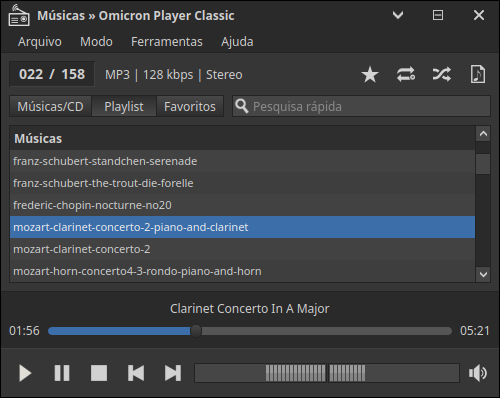 Músicas » Omicron Player Classic
Arquivo Modo Ferramentas Ajuda
022 / 158 MP3 | 128 kbps | Stereo
Músicas/CD Playlist Favoritos Pesquisa rápida
Músicas
franz-schubert-standchen-serenade
franz-schubert-the-trout-die-forelle
frederic-chopin-nocturne-no20
mozart-clarinet-concerto-2-piano-and-clarinet
mozart-clarinet-concerto-2
mozart-horn-concerto4-3-rondo-piano-and-horn
Clarinet Concerto In A Major
01:56 05:21